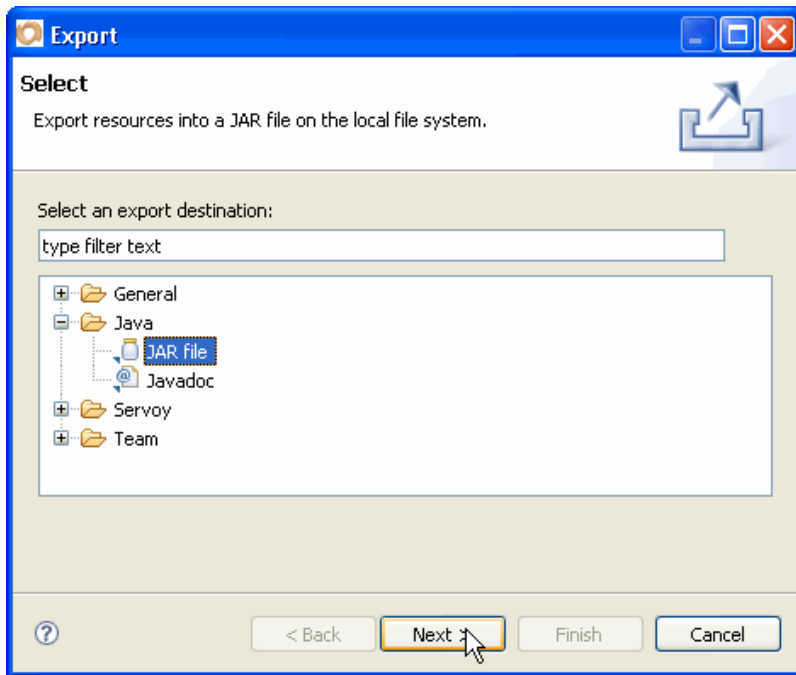 Export
Select
Export resources into a JAR file on the local file system.
Select an export destination:
type filter text
General
Java
JAR file
Javadoc
Servoy
Team
< Back Next > Finish Cancel